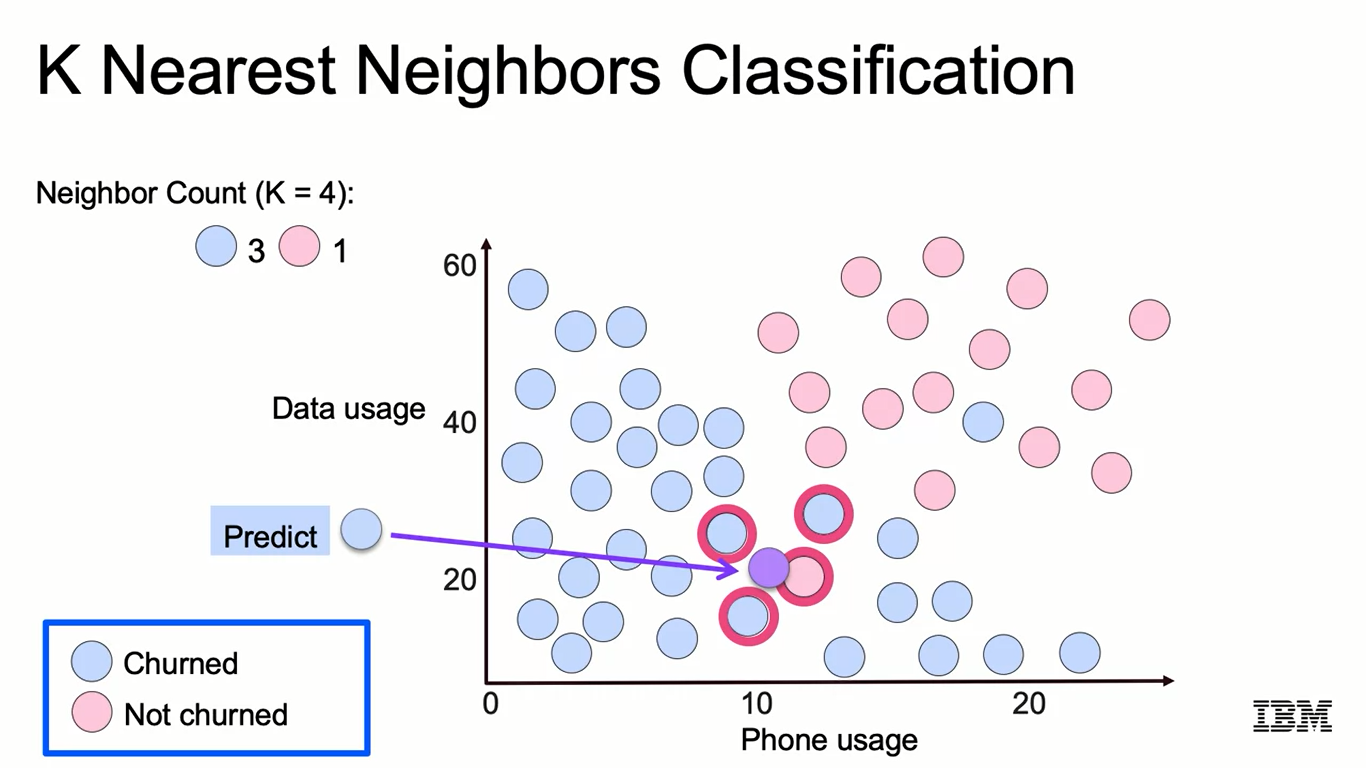 K Nearest Neighbors Classification
Neighbor Count (K = 4):
3 1
60
Data usage
40
Predict
20
Churned
Not churned
0 10 20
Phone usage
IBM